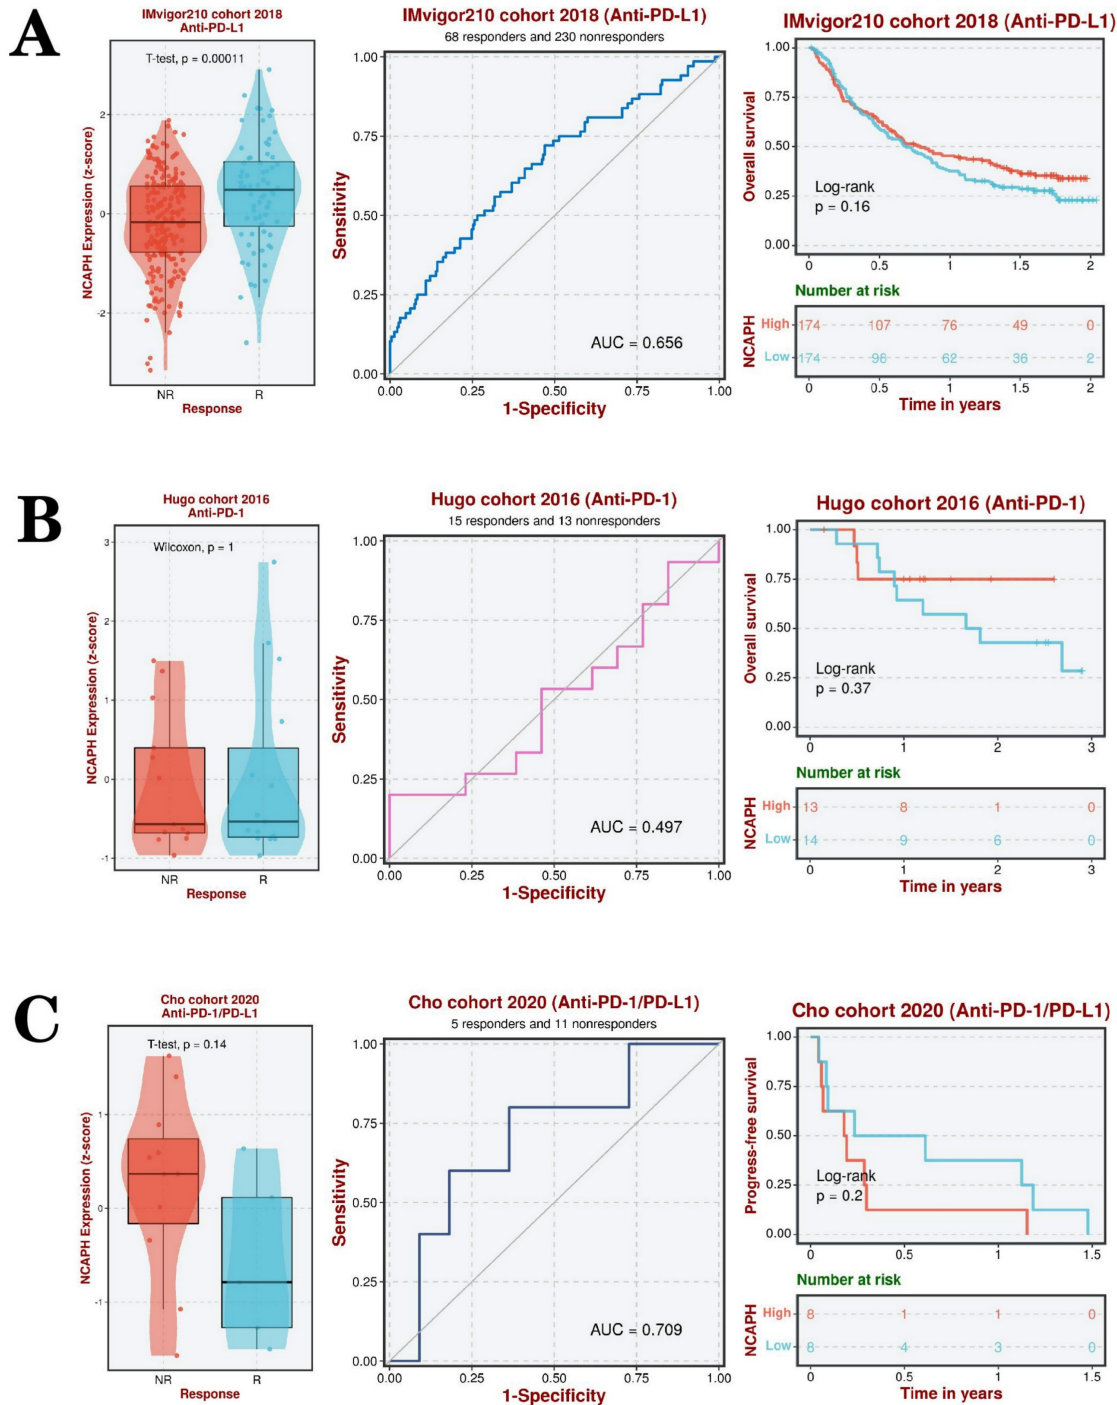 A
IMvigor210 cohort 2018
Anti-PD-L1
T-test, p = 0.00011
NCAPH Expression (z-score)
2
0
-2
NR
R
Response
IMvigor210 cohort 2018 (Anti-PD-L1)
68 responders and 230 nonresponders
Sensitivity
1.00
0.75
0.50
0.25
0.00
AUC = 0.656
0.00 0.25 0.50 0.75 1.00
1-Specificity
IMvigor210 cohort 2018 (Anti-PD-L1)
Overall survival
1.00
0.75
0.50
0.25
0.00
Log-rank
p = 0.16
0 0.5 1 1.5 2
Number at risk
NCAPH
High 174 107 76 49 0
Low 174 96 62 36 2
0 0.5 1 1.5 2
Time in years
B
Hugo cohort 2016
Anti-PD-1
Wilcoxon, p = 1
NCAPH Expression (z-score)
3
2
1
0
-1
NR
R
Response
Hugo cohort 2016 (Anti-PD-1)
15 responders and 13 nonresponders
Sensitivity
1.00
0.75
0.50
0.25
0.00
AUC = 0.497
0.00 0.25 0.50 0.75 1.00
1-Specificity
Hugo cohort 2016 (Anti-PD-1)
Overall survival
1.00
0.75
0.50
0.25
0.00
Log-rank
p = 0.37
0 1 2 3
Number at risk
NCAPH
High 13 8 1 0
Low 14 9 6 0
0 1 2 3
Time in years
C
Cho cohort 2020
Anti-PD-1/PD-L1
T-test, p = 0.14
NCAPH Expression (z-score)
1
0
-1
NR
R
Response
Cho cohort 2020 (Anti-PD-1/PD-L1)
5 responders and 11 nonresponders
Sensitivity
1.00
0.75
0.50
0.25
0.00
AUC = 0.709
0.00 0.25 0.50 0.75 1.00
1-Specificity
Cho cohort 2020 (Anti-PD-1/PD-L1)
Progress-free survival
1.00
0.75
0.50
0.25
0.00
Log-rank
p = 0.2
0 0.5 1 1.5
Number at risk
NCAPH
High 8 1 1 0
Low 8 4 3 0
0 0.5 1 1.5
Time in years